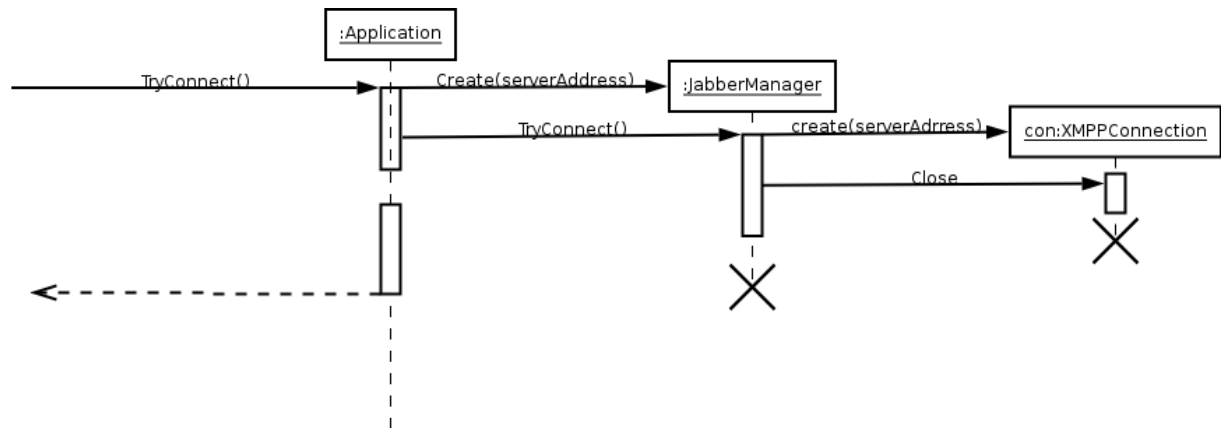 :Application
TryConnect()
Create(serverAddress)
:JabberManager
TryConnect()
create(serverAdrress)
con:XMPPConnection
Close